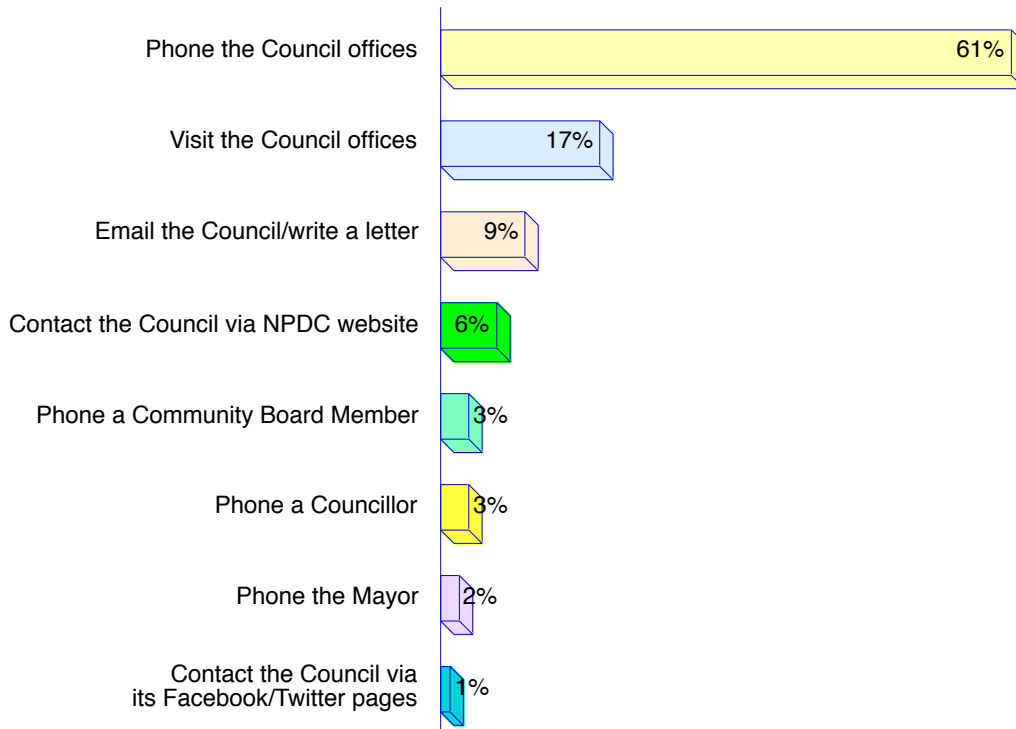 Phone the Council offices 61%
Visit the Council offices 17%
Email the Council/write a letter 9%
Contact the Council via NPDC website 6%
Phone a Community Board Member 3%
Phone a Councillor 3%
Phone the Mayor 2%
Contact the Council via
its Facebook/Twitter pages 1%